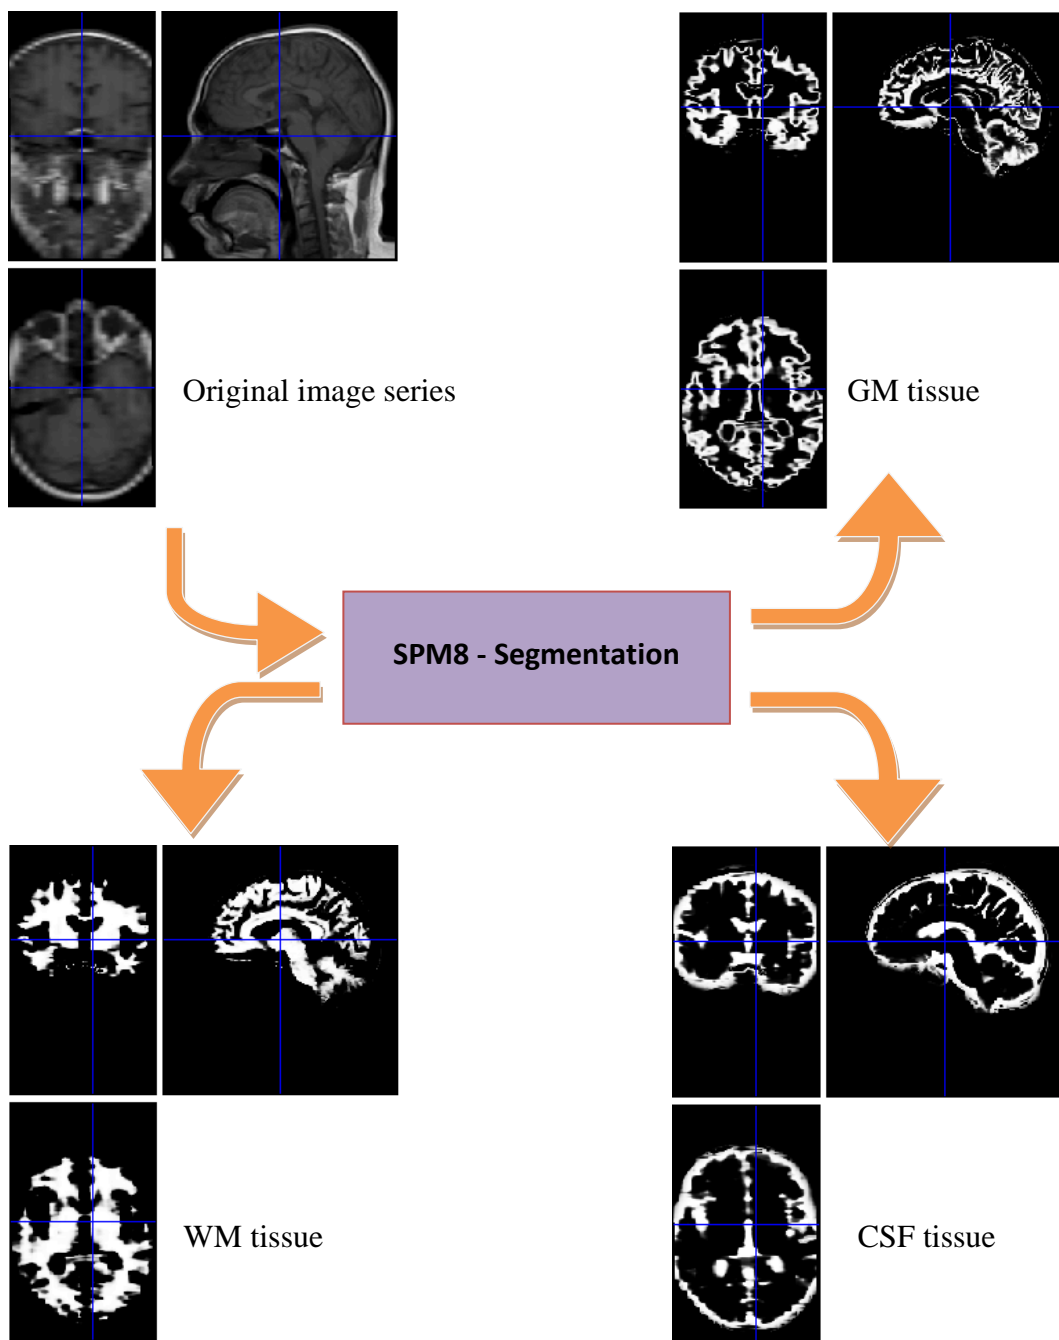 Original image series
GM tissue
SPM8 - Segmentation
WM tissue
CSF tissue